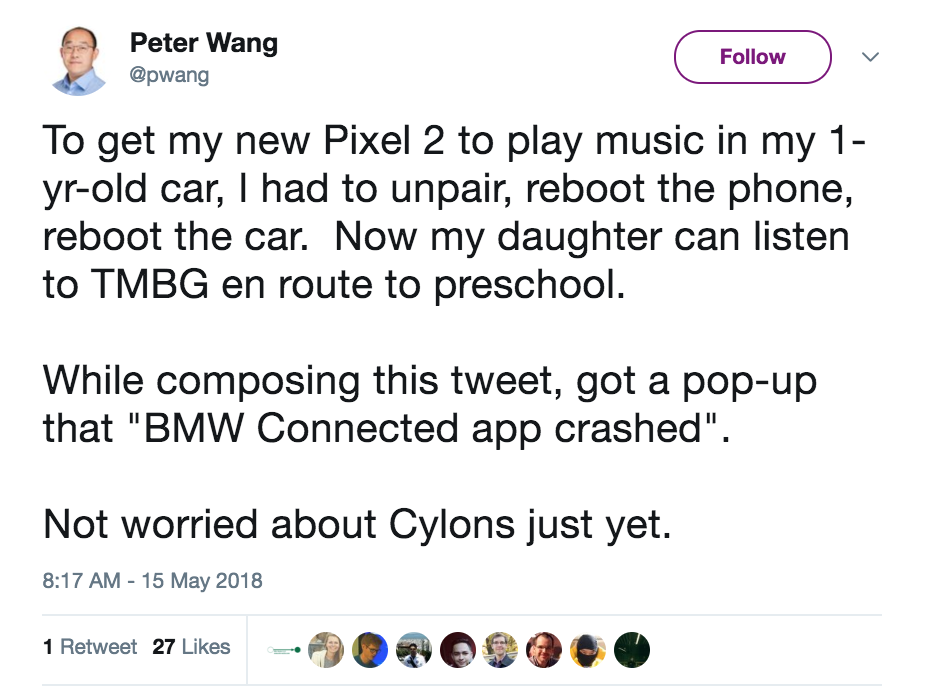 Peter Wang
@pwang
Follow
To get my new Pixel 2 to play music in my 1-
yr-old car, I had to unpair, reboot the phone,
reboot the car.  Now my daughter can listen
to TMBG en route to preschool.
While composing this tweet, got a pop-up
that "BMW Connected app crashed".
Not worried about Cylons just yet.
8:17 AM - 15 May 2018
1 Retweet 27 Likes